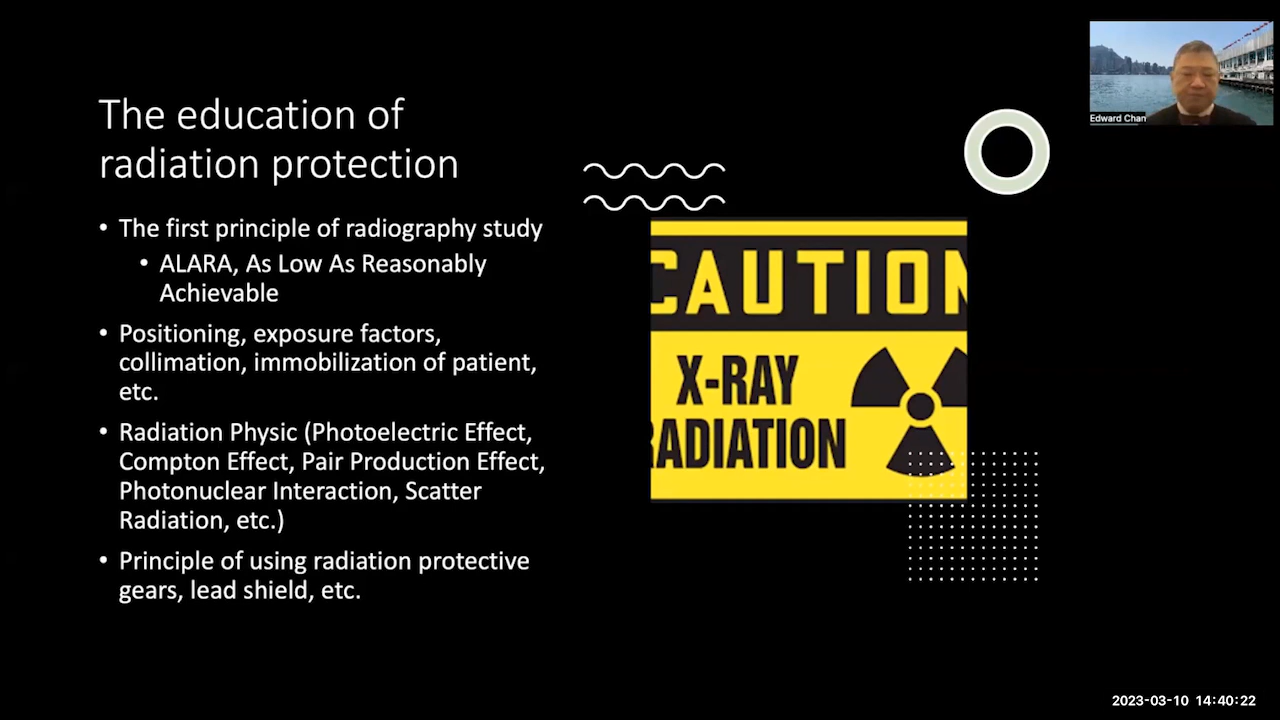 The education of
radiation protection
• The first principle of radiography study
• ALARA, As Low As Reasonably
Achievable
• Positioning, exposure factors,
collimation, immobilization of patient,
etc.
• Radiation Physic (Photoelectric Effect,
Compton Effect, Pair Production Effect,
Photonuclear Interaction, Scatter
Radiation, etc.)
• Principle of using radiation protective
gears, lead shield, etc.
CAUTION
X-RAY
RADIATION
Edward Chan
2023-03-10 14:40:22